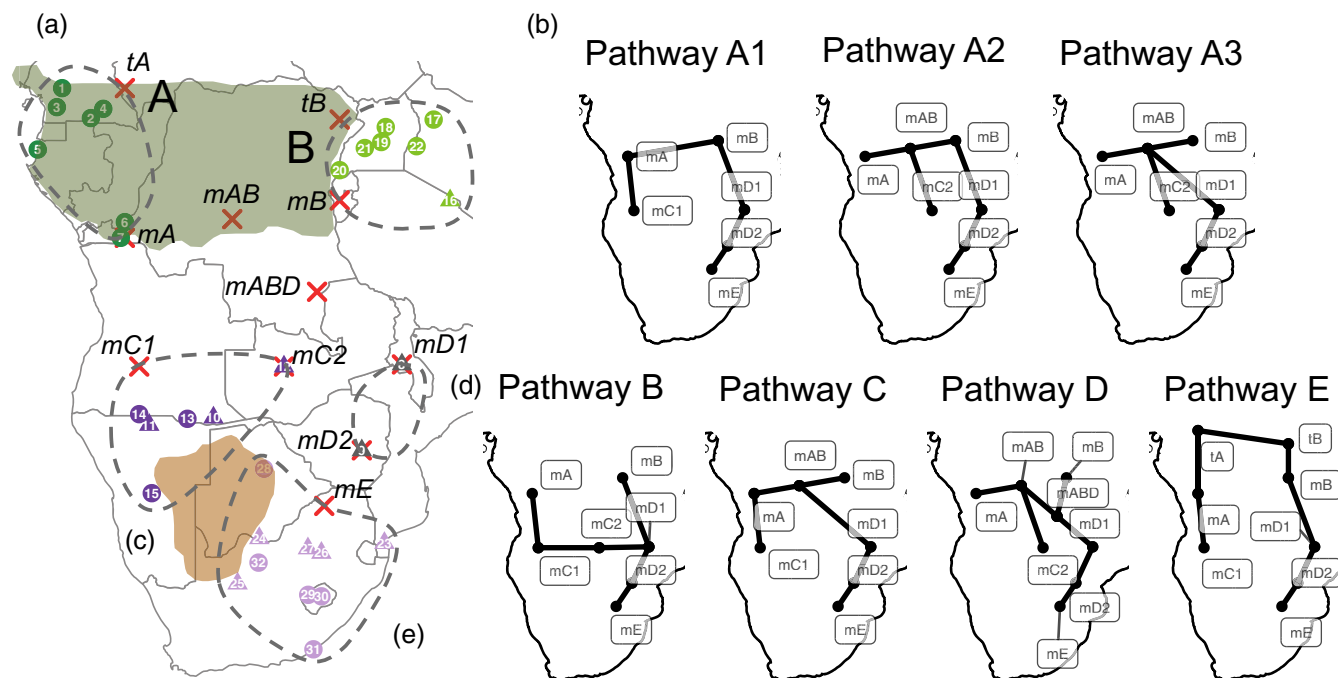 (a)
tA
A
1
3
4
2
5
6
7
mA
mAB
tB
B
mB
17
18
19
21
22
20
16
mABD
mC1
mC2
mD1
14
11
13
10
mD2
15
28
mE
(c)
24
27
26
23
32
25
29
30
31
(e)
(b)
Pathway A1
mA
mB
mC1
mD1
mD2
mE
Pathway A2
mAB
mB
mA
mC2
mD1
mD2
mE
Pathway A3
mAB
mB
mA
mC2
mD1
mD2
mE
(d)
Pathway B
mA
mB
mC2
mD1
mC1
mD2
mE
Pathway C
mAB
mB
mA
mD1
mC1
mD2
mE
Pathway D
mAB
mB
mA
mABD
mD1
mC2
mD2
mE
Pathway E
tA
tB
mB
mA
mD1
mC1
mD2
mE